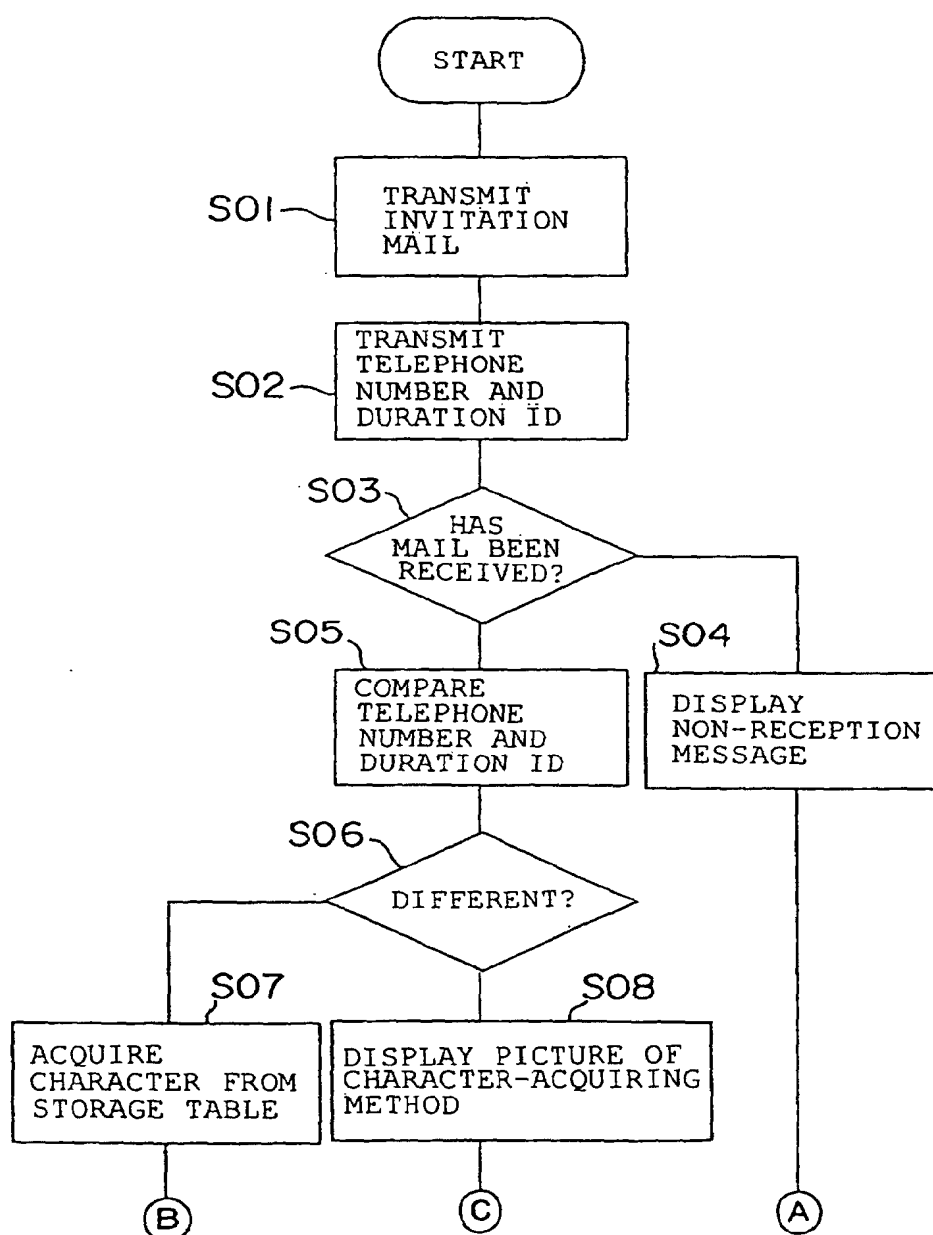 START
S01
TRANSMIT
INVITATION
MAIL
S02
TRANSMIT
TELEPHONE
NUMBER AND
DURATION ID
S03
HAS
MAIL BEEN
RECEIVED?
S05
COMPARE
TELEPHONE
NUMBER AND
DURATION ID
S04
DISPLAY
NON-RECEPTION
MESSAGE
S06
DIFFERENT?
S07
ACQUIRE
CHARACTER FROM
STORAGE TABLE
S08
DISPLAY PICTURE OF
CHARACTER-ACQUIRING
METHOD
B
C
A